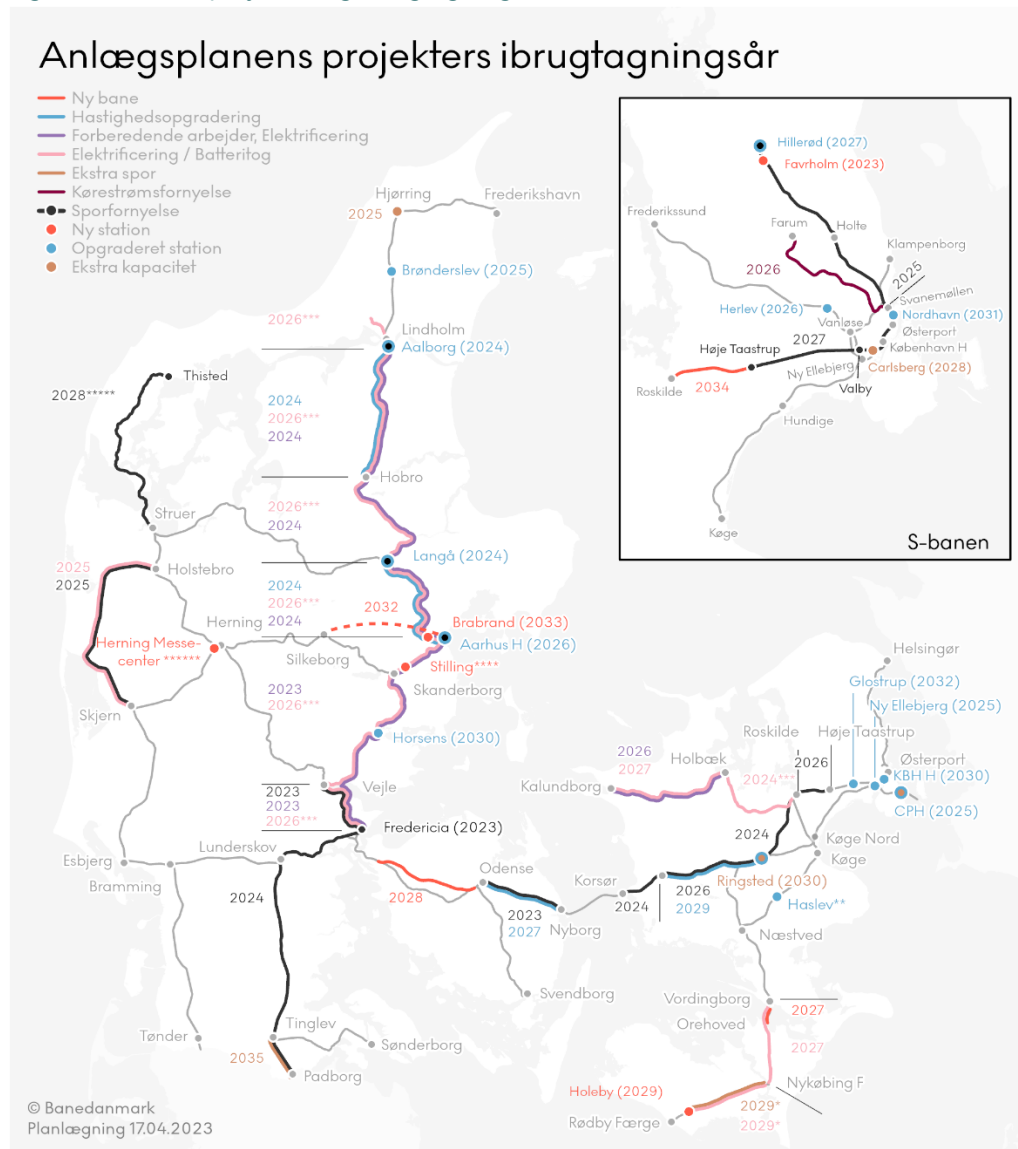 Anlægsplanens projekters ibrugtagningsår
Ny bane
Hastighedsopgradering
Forberedende arbejder, Elektrificering
Elektrificering / Batteritog
Ekstra spor
Kørestrømsfornyelse
Sporfornyelse
Ny station
Opgraderet station
Ekstra kapacitet
Hjørring
Frederikshavn
2025
Brønderslev (2025)
2026***
Lindholm
Aalborg (2024)
Thisted
2028*****
2024
2026***
2024
Hobro
2026***
2024
Struer
Langå (2024)
2025
2025
Holstebro
2024
2026***
2024
2032
Brabrand (2033)
Aarhus H (2026)
Herning
Herning Messe-
center ******
Silkeborg
Stilling****
Skanderborg
2023
2026***
Skjern
Horsens (2030)
Vejle
2023
2023
2026***
Fredericia (2023)
Lunderskov
Esbjerg
Bramming
2024
2028
Odense
2023
2027
Nyborg
Svendborg
Tønder
Tinglev
Sønderborg
2035
Padborg
Korsør
2024
2026
2029
Ringsted (2030)
2024
Kalundborg
2026
2027
Holbæk
2024***
Roskilde
2026
Høje Taastrup
Helsingør
Glostrup (2032)
Ny Ellebjerg (2025)
Østerport
KBH H (2030)
CPH (2025)
Køge Nord
Køge
Haslev**
Næstved
Vordingborg
2027
Orehoved
2027
Nykøbing F
Holeby (2029)
2029*
2029*
Rødby Færge
© Banedanmark
Planlægning 17.04.2023
Hillerød (2027)
Favrholm (2023)
Frederikssund
Farum
Holte
Klampenborg
2026
2025
Svanemøllen
Herlev (2026)
Nordhavn (2031)
Vanløse
Østerport
2027
København H
Høje Taastrup
Ny Ellebjerg
Carlsberg (2028)
Roskilde
2034
Valby
Hundige
Køge
S-banen